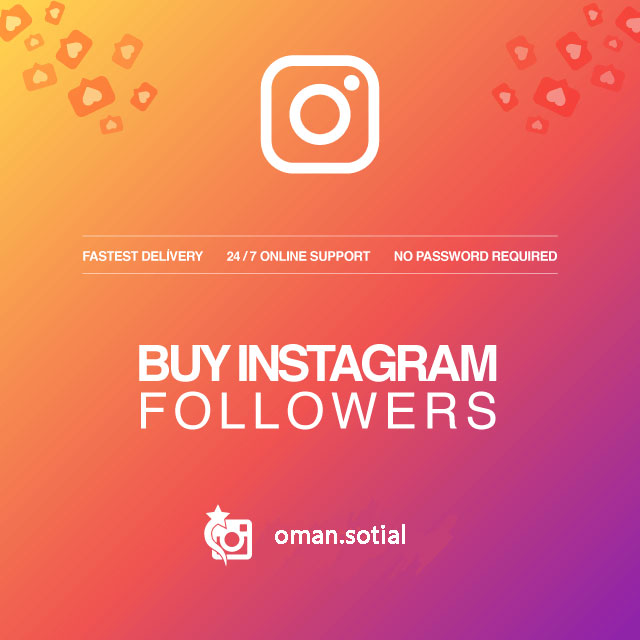 FASTEST DELİVERY 24 / 7 ONLINE SUPPORT NO PASSWORD REQUIRED
BUY INSTAGRAM
FOLLOWERS
oman.sotial